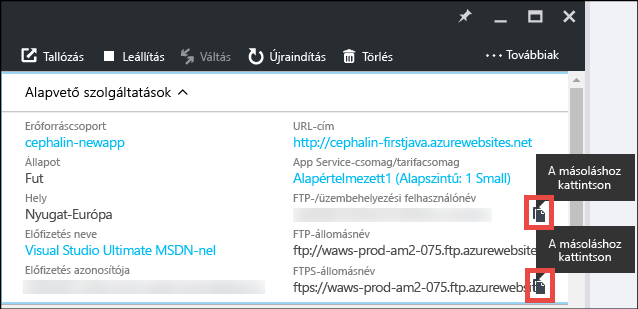 Tallózás Leállítás Váltás Újraindítás Törlés ··· Továbbiak
Alapvető szolgáltatások
Erőforráscsoport
cephalin-newapp
Állapot
Fut
Hely
Nyugat-Európa
Előfizetés neve
Visual Studio Ultimate MSDN-nel
Előfizetés azonosítója
URL-cím
http://cephalin-firstjava.azurewebsites.net
App Service-csomag/tarifacsomag
Alapértelmezett1 (Alapszintű: 1 Small)
FTP-/üzembehelyezési felhasználónév
FTP-állomásnév
ftp://waws-prod-am2-075.ftp.azurewebsite
FTPS-állomásnév
ftps://waws-prod-am2-075.ftp.azurewebsit
A másoláshoz
kattintson
A másoláshoz
kattintson